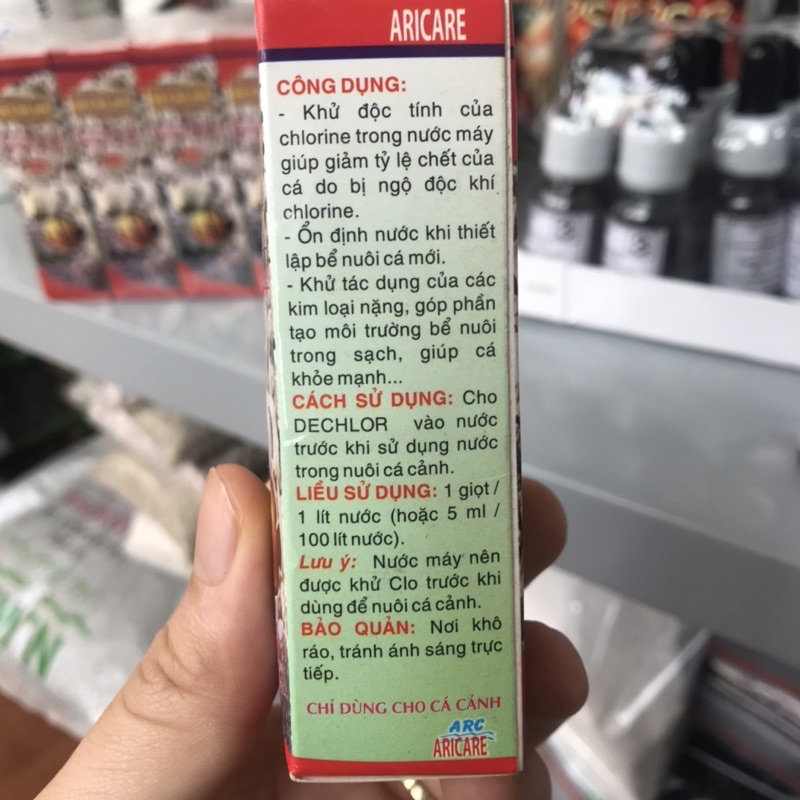 ARICARE
CÔNG DỤNG:
- Khử độc tính của
chlorine trong nước máy
giúp giảm tỷ lệ chết của
cá do bị ngộ độc khí
chlorine.
- Ổn định nước khi thiết
lập bể nuôi cá mới.
- Khử tác dụng của các
kim loại nặng, góp phần
tạo môi trường bể nuôi
trong sạch, giúp cá
khỏe mạnh...
CÁCH SỬ DỤNG: Cho
DECHLOR vào nước
trước khi sử dụng nước
trong nuôi cá cảnh.
LIỀU SỬ DỤNG: 1 giọt /
1 lít nước (hoặc 5 ml /
100 lít nước).
Lưu ý: Nước máy nên
được khử Clo trước khi
dùng để nuôi cá cảnh.
BẢO QUẢN: Nơi khô
ráo, tránh ánh sáng trực
tiếp.
CHỈ DÙNG CHO CÁ CẢNH
ARC
ARICARE